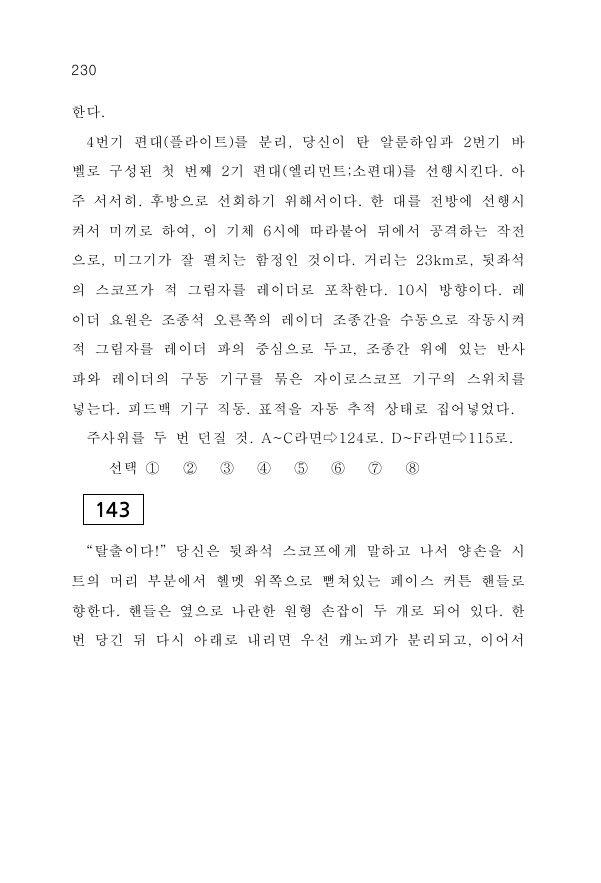 230
한다.
4번기 편대(플라이트)를 분리, 당신이 탄 알룬하임과 2번기 바
벨로 구성된 첫 번째 2기 편대(엘리먼트;소편대)를 선행시킨다. 아
주 서서히. 후방으로 선회하기 위해서이다. 한 대를 전방에 선행시
켜서 미끼로 하여, 이 기체 6시에 따라붙어 뒤에서 공격하는 작전
으로, 미그기가 잘 펼치는 함정인 것이다. 거리는 23km로, 뒷좌석
의 스코프가 적 그림자를 레이더로 포착한다. 10시 방향이다. 레
이더 요원은 조종석 오른쪽의 레이더 조종간을 수동으로 작동시켜
적 그림자를 레이더 파의 중심으로 두고, 조종간 위에 있는 반사
파와 레이더의 구동 기구를 묶은 자이로스코프 기구의 스위치를
넣는다. 피드백 기구 직동. 표적을 자동 추적 상태로 집어넣었다.
주사위를 두 번 던질 것. A~C라면⇨124로. D~F라면⇨115로.
선택 ① ② ③ ④ ⑤ ⑥ ⑦ ⑧
143
“탈출이다!” 당신은 뒷좌석 스코프에게 말하고 나서 양손을 시
트의 머리 부분에서 헬멧 위쪽으로 뻗쳐있는 페이스 커튼 핸들로
향한다. 핸들은 옆으로 나란한 원형 손잡이 두 개로 되어 있다. 한
번 당긴 뒤 다시 아래로 내리면 우선 캐노피가 분리되고, 이어서